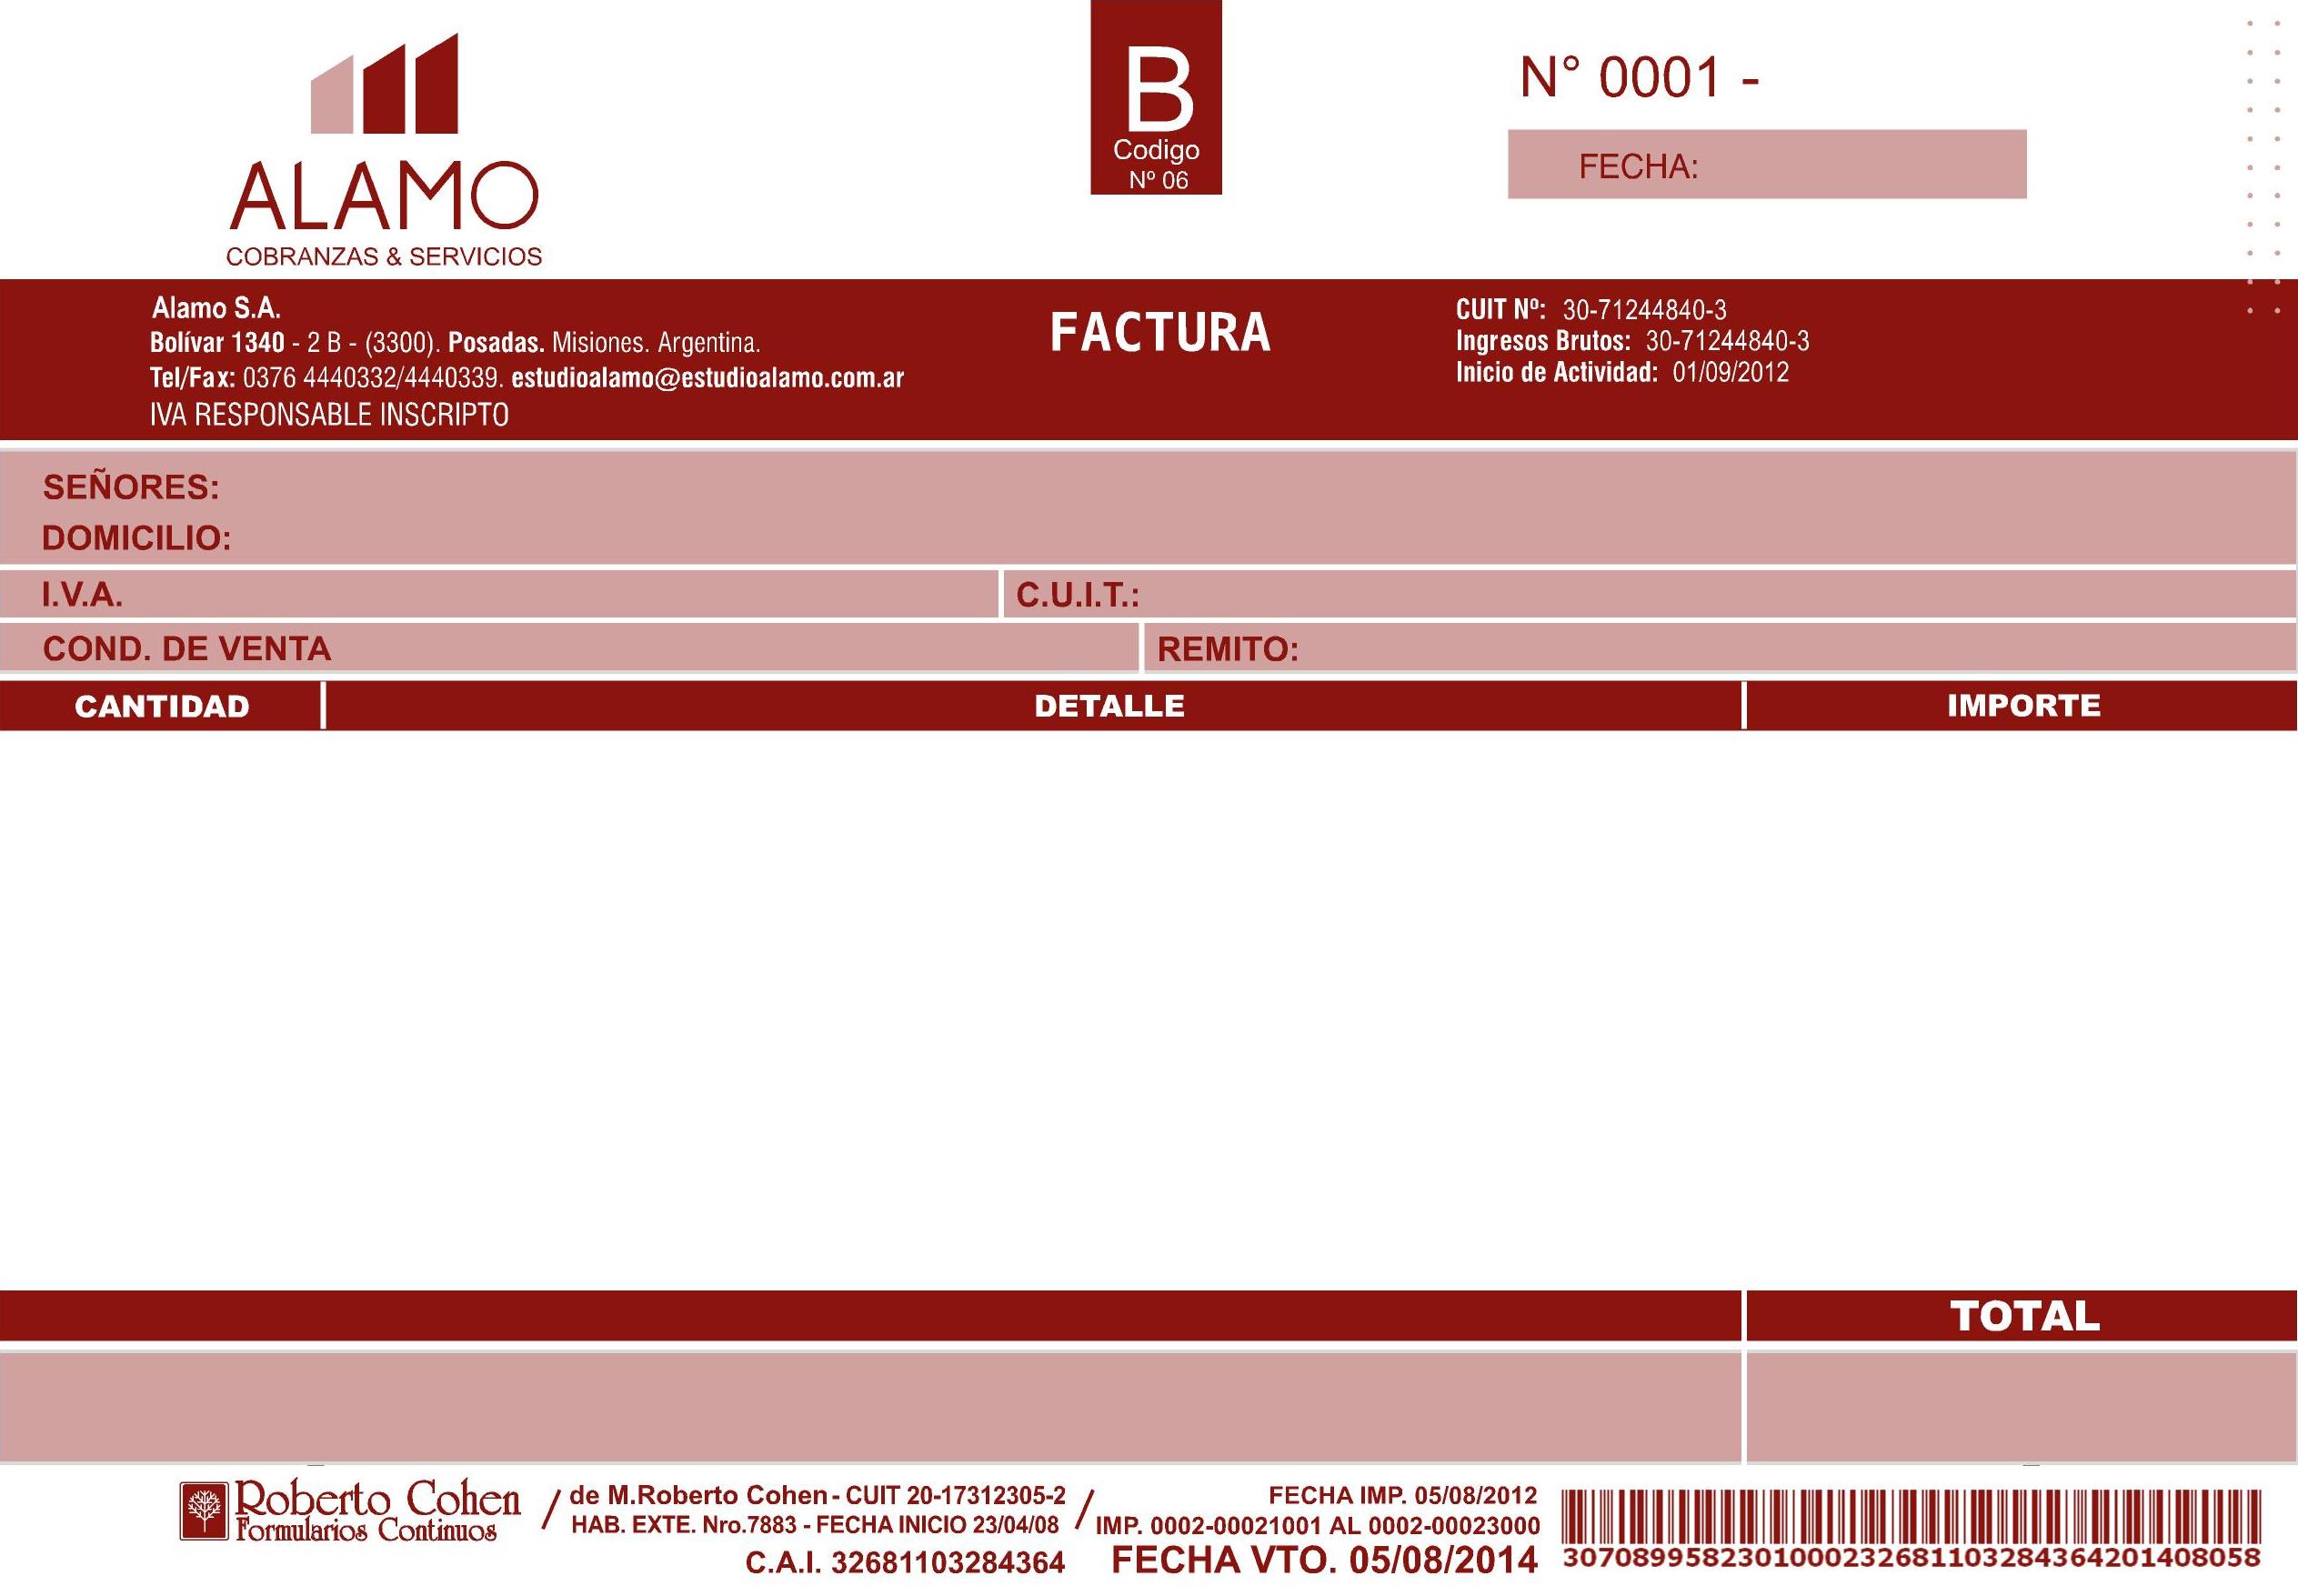 ALAMO
COBRANZAS & SERVICIOS
B
Codigo
Nº 06
N° 0001 -
FECHA:
Alamo S.A.
Bolívar 1340 - 2 B - (3300). Posadas. Misiones. Argentina.
Tel/Fax: 0376 4440332/4440339. estudioalamo@estudioalamo.com.ar
IVA RESPONSABLE INSCRIPTO
FACTURA
CUIT Nº: 30-71244840-3
Ingresos Brutos: 30-71244840-3
Inicio de Actividad: 01/09/2012
SEÑORES:
DOMICILIO:
I.V.A.
C.U.I.T.:
COND. DE VENTA
REMITO:
CANTIDAD
DETALLE
IMPORTE
TOTAL
Roberto Cohen
Formularios Continuos
/ de M.Roberto Cohen - CUIT 20-17312305-2 /
HAB. EXTE. Nro.7883 - FECHA INICIO 23/04/08
C.A.I. 32681103284364
FECHA IMP. 05/08/2012
IMP. 0002-00021001 AL 0002-00023000
FECHA VTO. 05/08/2014
3070899582301000232681103284364201408058